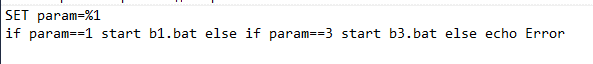 SET param=%1
if param==1 start b1.bat else if param==3 start b3.bat else echo Error